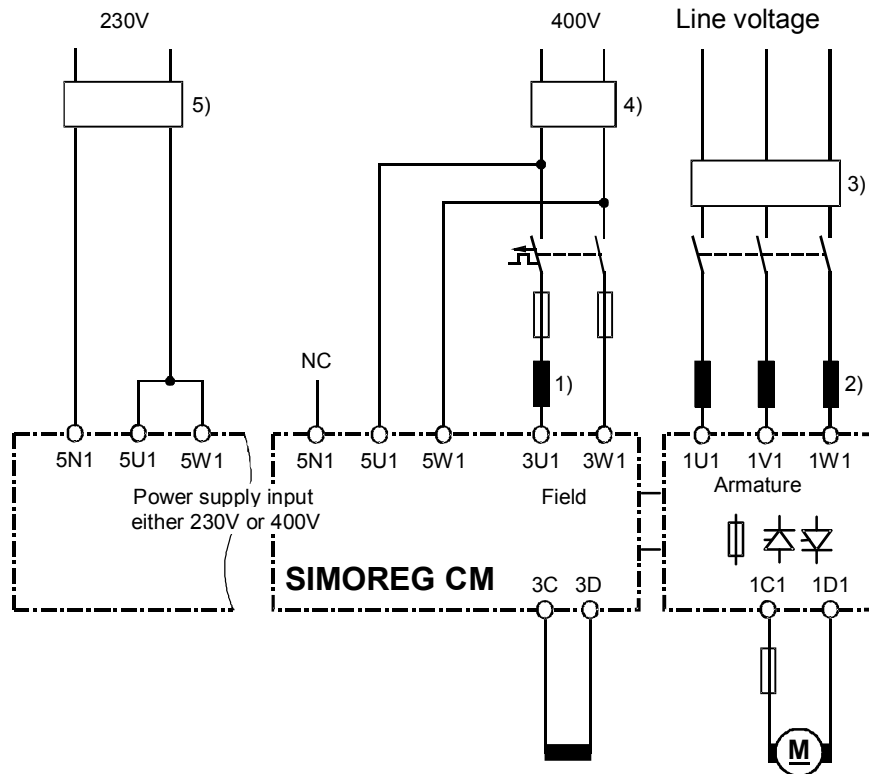 230V 400V Line voltage
5) 4) 3)
NC 1) 2)
5N1 5U1 5W1 5N1 5U1 5W1 3U1 3W1 1U1 1V1 1W1
Power supply input
either 230V or 400V
Field Armature
SIMOREG CM
3C 3D 1C1 1D1
M